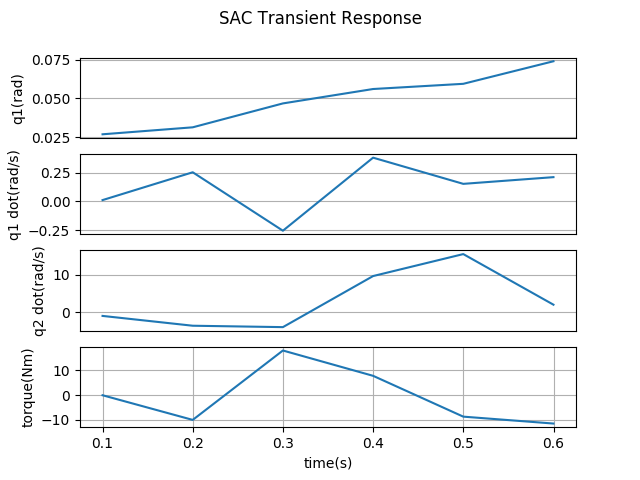 SAC Transient Response
0.075
0.050
0.025
q1(rad)
0.25
0.00
−0.25
q1 dot(rad/s)
10
0
q2 dot(rad/s)
10
0
−10
torque(Nm)
0.1 0.2 0.3 0.4 0.5 0.6
time(s)